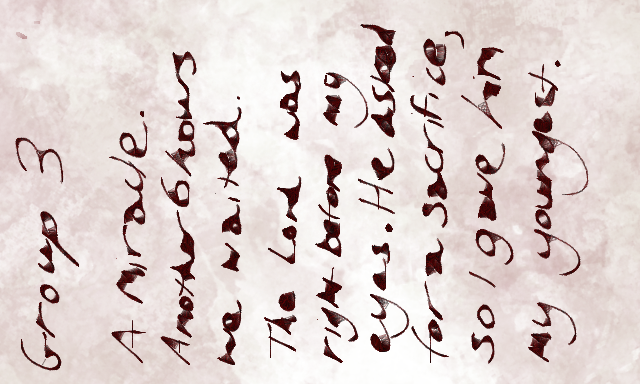 Group 3
A miracle.
Another 6 hours
we waited.
The Lord was
right before my
eyes. He asked
for a sacrifice,
so I gave him
my youngest.